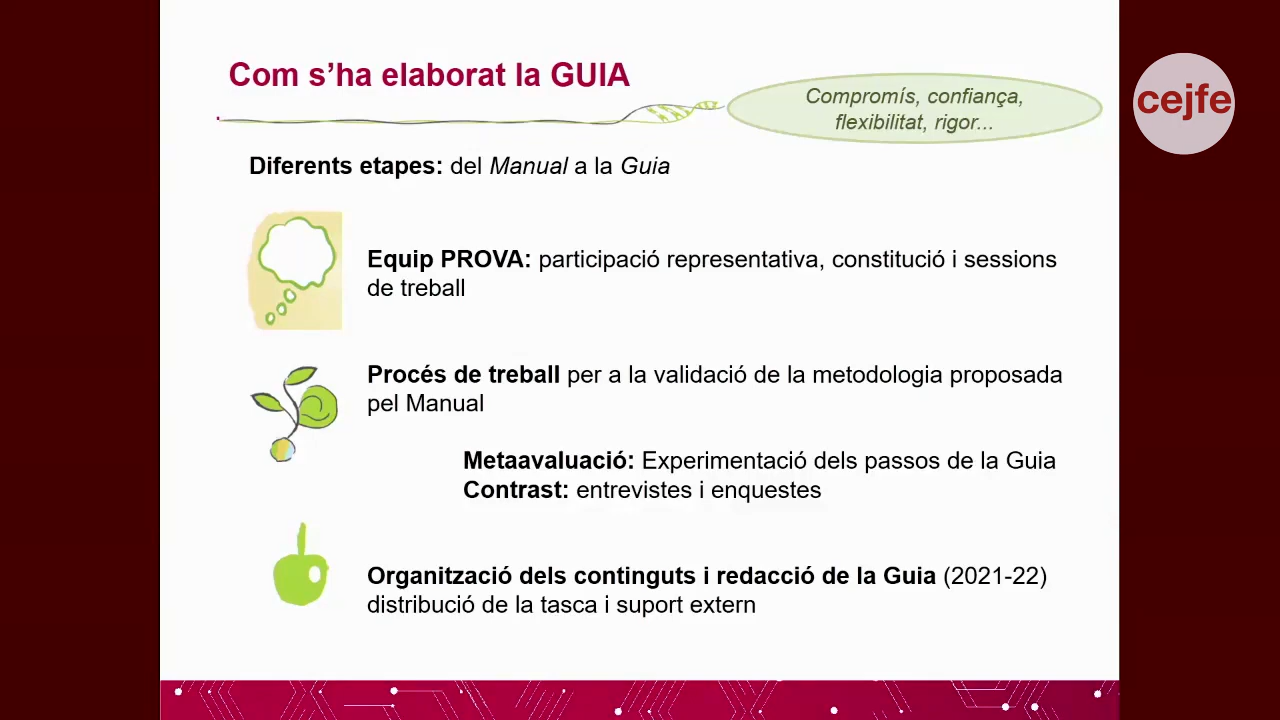 Com s’ha elaborat la GUIA
Compromís, confiança,
flexibilitat, rigor...
cejfe
Diferents etapes: del Manual a la Guia
Equip PROVA: participació representativa, constitució i sessions
de treball
Procés de treball per a la validació de la metodologia proposada
pel Manual
Metaavaluació: Experimentació dels passos de la Guia
Contrast: entrevistes i enquestes
Organització dels continguts i redacció de la Guia (2021-22)
distribució de la tasca i suport extern